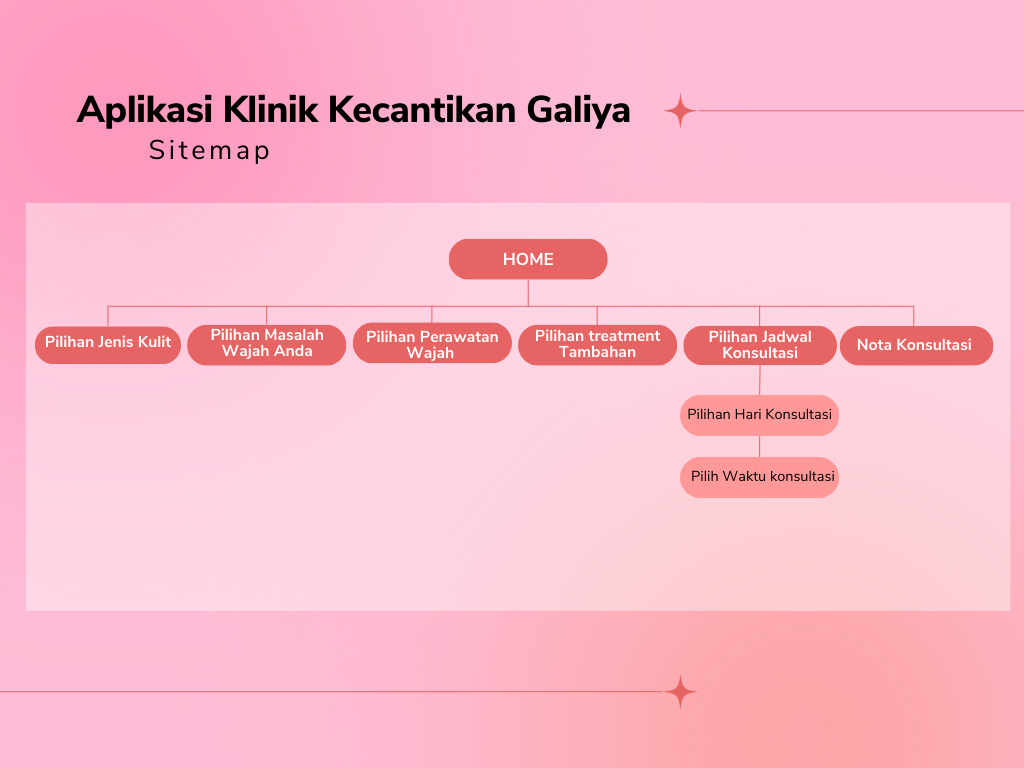 Aplikasi Klinik Kecantikan Galiya
Sitemap
HOME
Pilihan Jenis Kulit
Pilihan Masalah
Wajah Anda
Pilihan Perawatan
Wajah
Pilihan treatment
Tambahan
Pilihan Jadwal
Konsultasi
Nota Konsultasi
Pilihan Hari Konsultasi
Pilih Waktu konsultasi